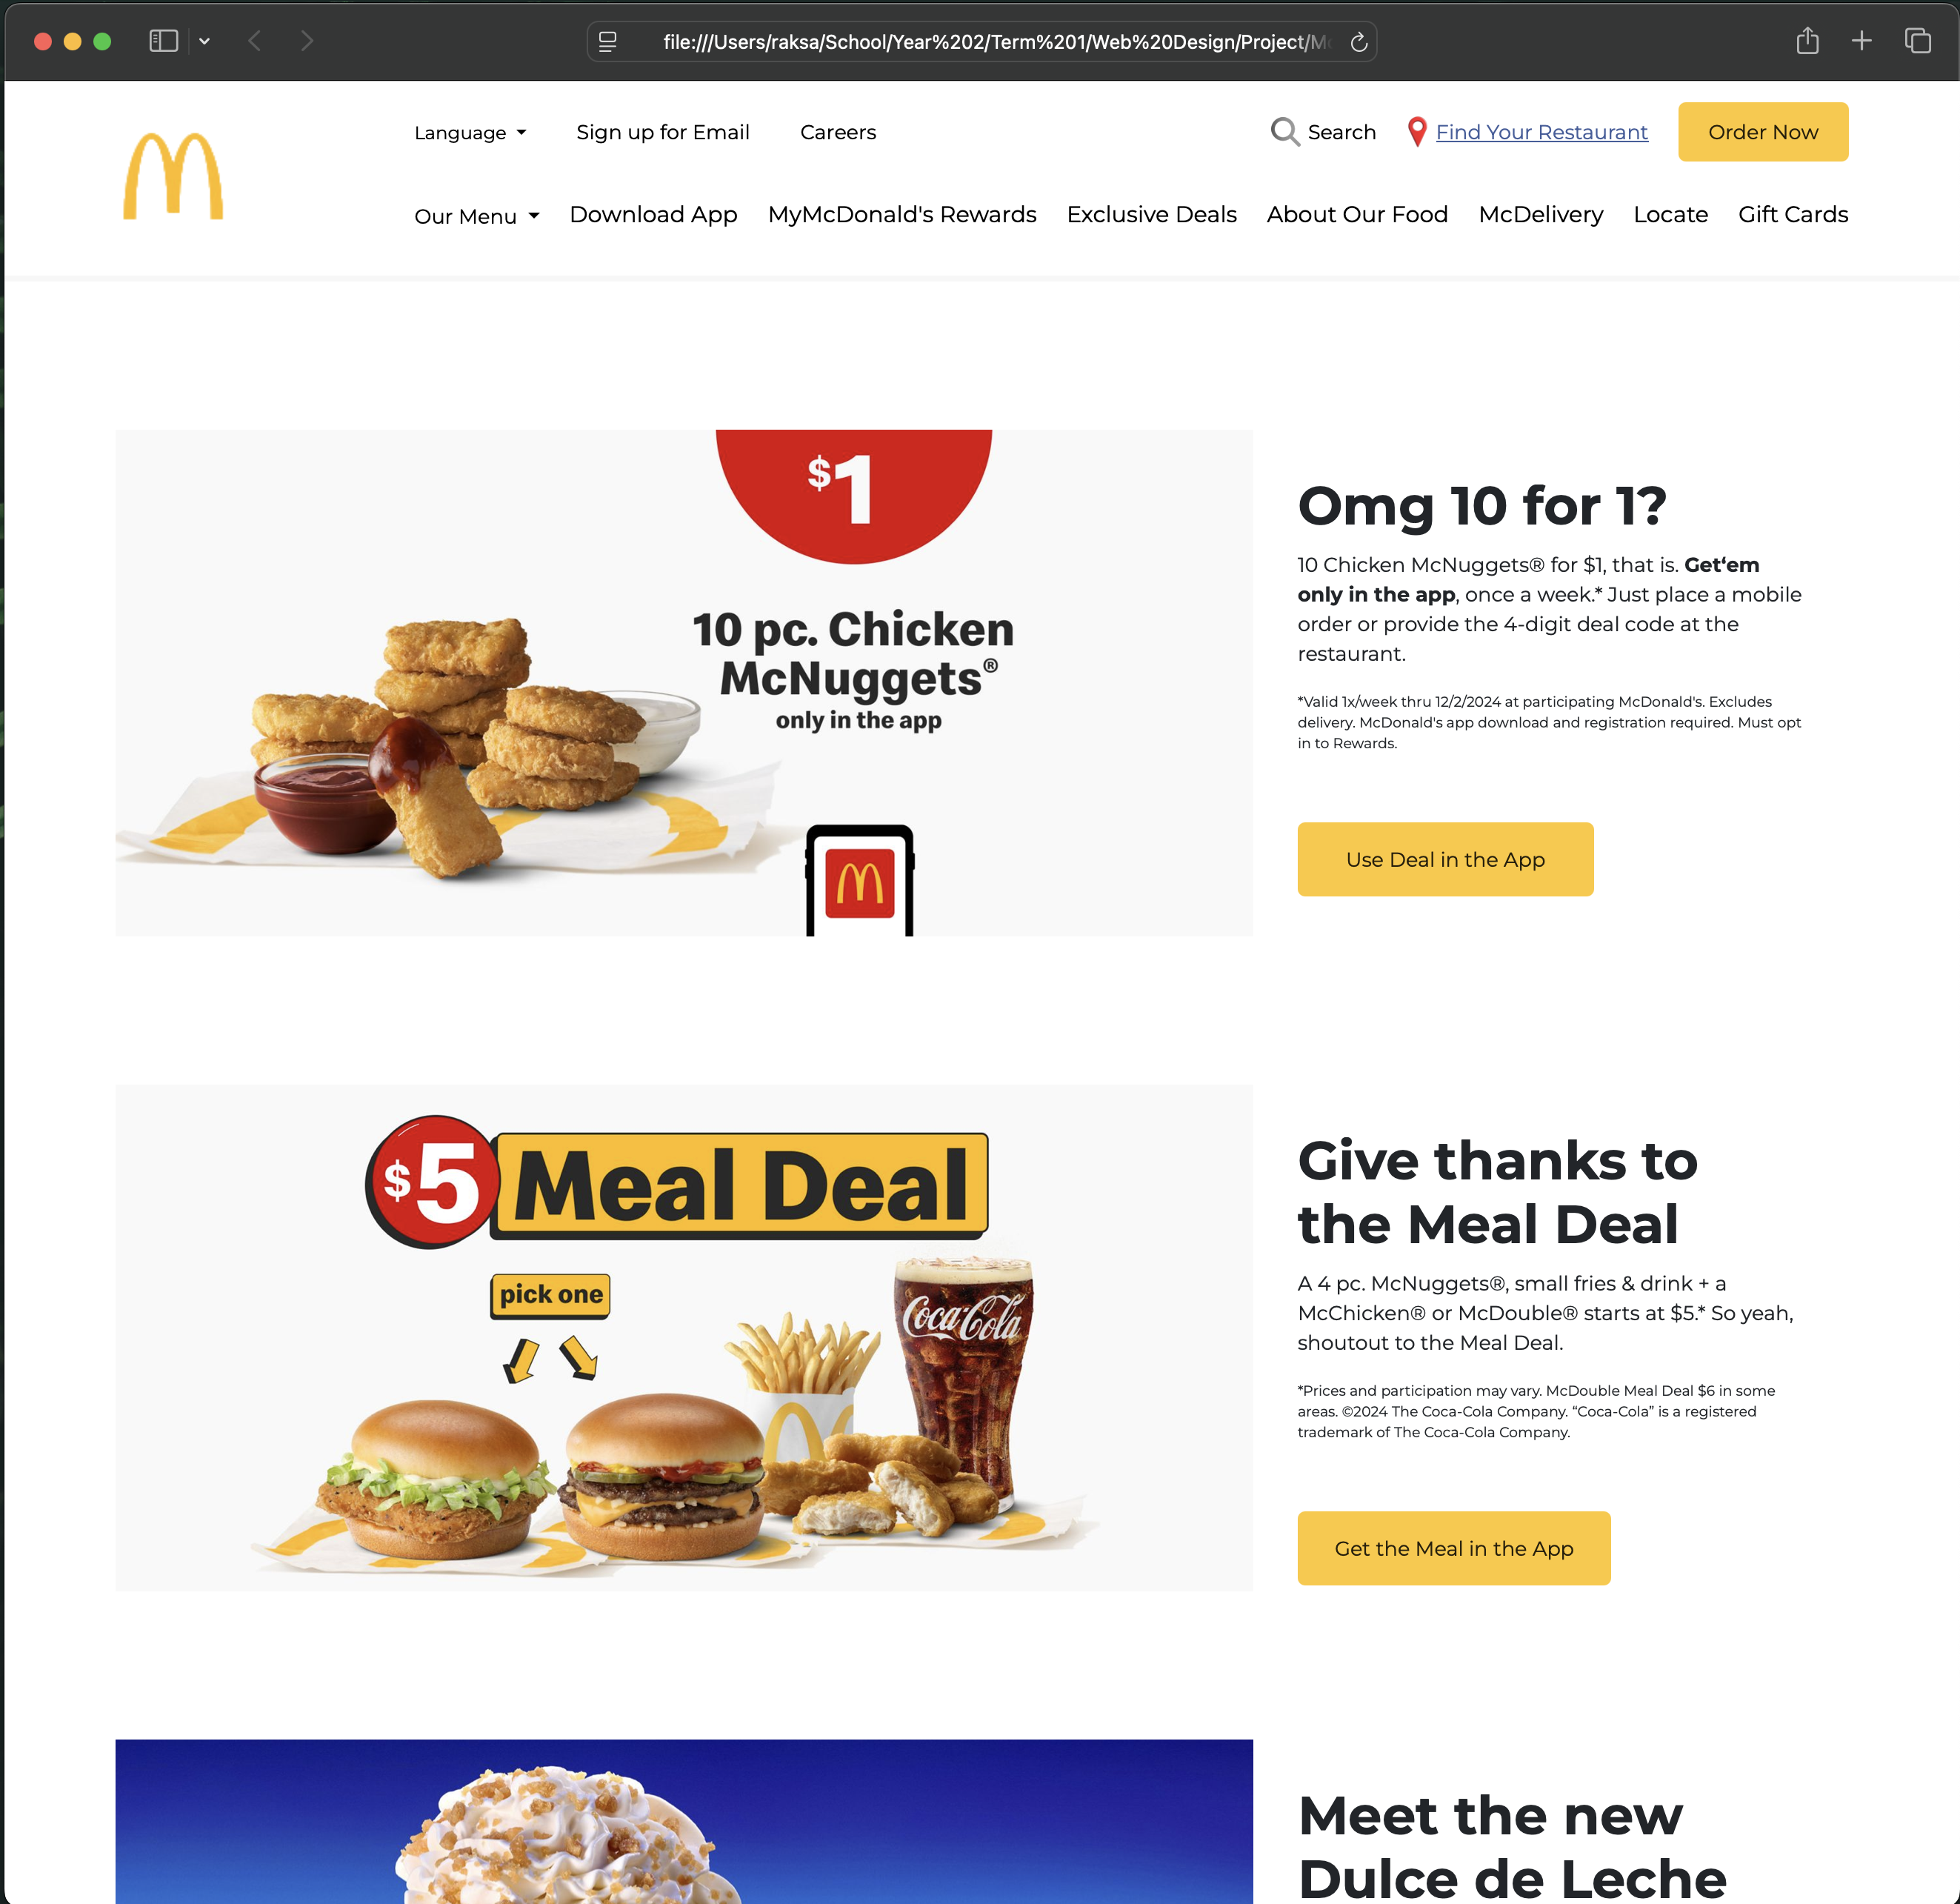 file:///Users/raksa/School/Year%202/Term%201/Web%20Design/Project/M
Language
Sign up for Email
Careers
Search
Find Your Restaurant
Order Now
Our Menu
Download App
MyMcDonald's Rewards
Exclusive Deals
About Our Food
McDelivery
Locate
Gift Cards
$1
10 pc. Chicken
McNuggets®
only in the app
Omg 10 for 1?
10 Chicken McNuggets® for $1, that is. Get‘em
only in the app, once a week.* Just place a mobile
order or provide the 4-digit deal code at the
restaurant.
*Valid 1x/week thru 12/2/2024 at participating McDonald's. Excludes
delivery. McDonald's app download and registration required. Must opt
in to Rewards.
Use Deal in the App
$5 Meal Deal
pick one
Coca-Cola
Give thanks to
the Meal Deal
A 4 pc. McNuggets®, small fries & drink + a
McChicken® or McDouble® starts at $5.* So yeah,
shoutout to the Meal Deal.
*Prices and participation may vary. McDouble Meal Deal $6 in some
areas. ©2024 The Coca-Cola Company. “Coca-Cola” is a registered
trademark of The Coca-Cola Company.
Get the Meal in the App
Meet the new
Dulce de Leche